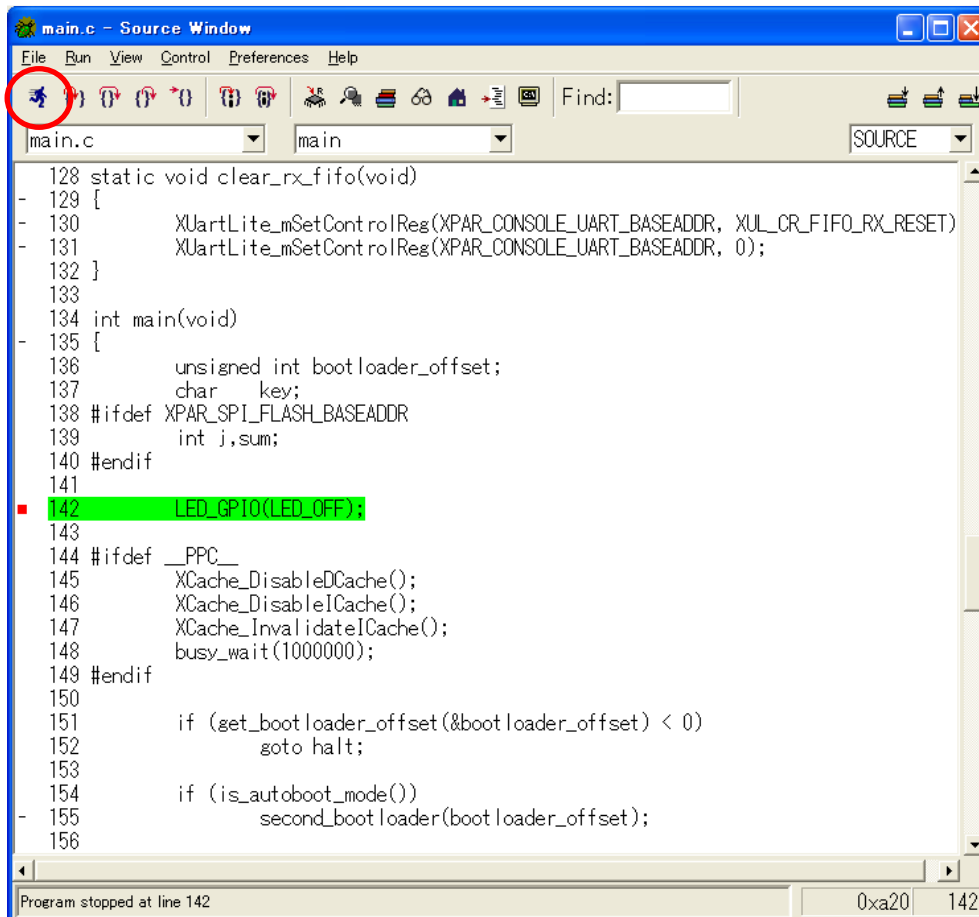 main.c - Source Window
File Run View Control Preferences Help
Find:
main.c main SOURCE
128 static void clear_rx_fifo(void)
- 129 {
- 130 XUartLite_mSetControlReg(XPAR_CONSOLE_UART_BASEADDR, XUL_CR_FIFO_RX_RESET)
- 131 XUartLite_mSetControlReg(XPAR_CONSOLE_UART_BASEADDR, 0);
132 }
133
134 int main(void)
- 135 {
136 unsigned int bootloader_offset;
137 char key;
138 #ifdef XPAR_SPI_FLASH_BASEADDR
139 int j,sum;
140 #endif
141
142 LED_GPIO(LED_OFF);
143
144 #ifdef __PPC__
145 XCache_DisableDCache();
146 XCache_DisableICache();
147 XCache_InvalidateICache();
148 busy_wait(1000000);
149 #endif
150
151 if (get_bootloader_offset(&bootloader_offset) < 0)
152 goto halt;
153
154 if (is_autoboot_mode())
- 155 second_bootloader(bootloader_offset);
156
Program stopped at line 142 0xa20 142